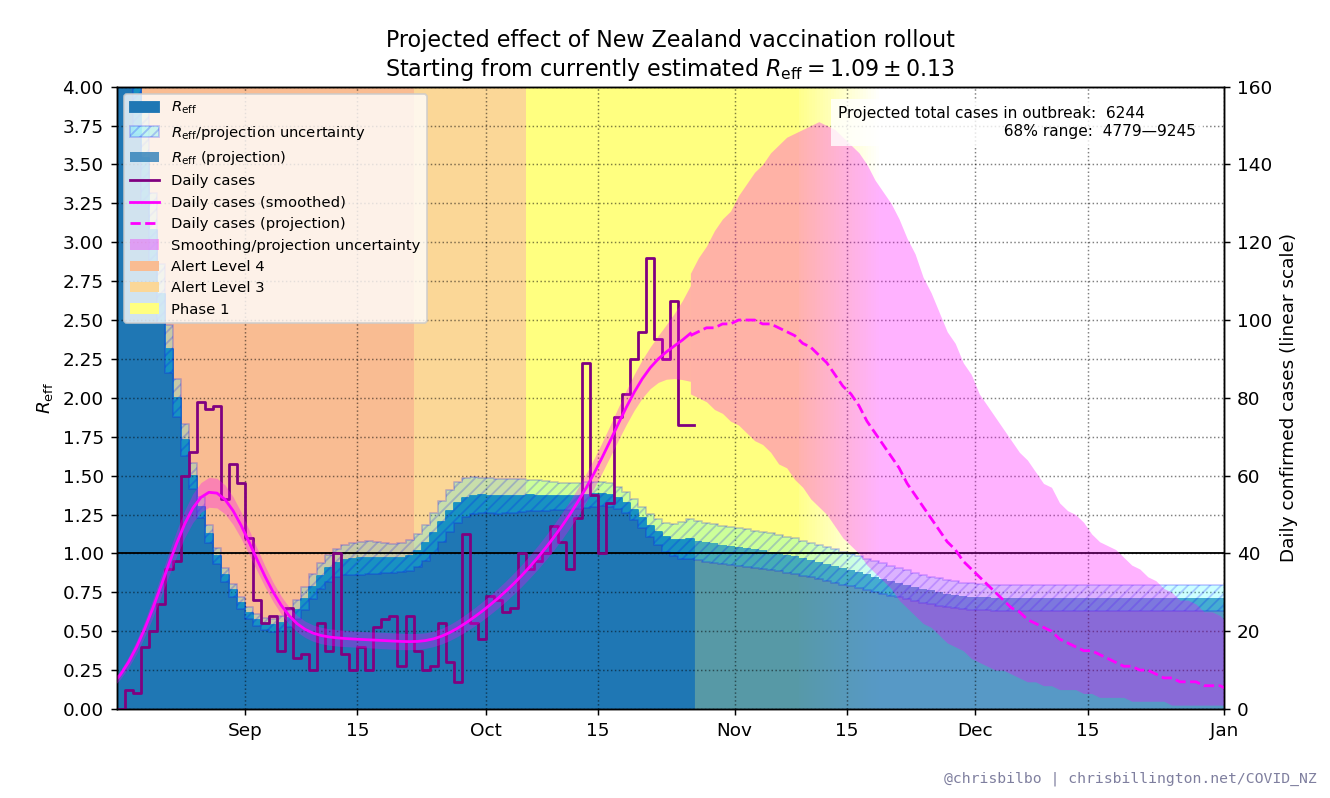 Projected effect of New Zealand vaccination rollout
Starting from currently estimated Reff = 1.09 ± 0.13
Projected total cases in outbreak: 6244
68% range: 4779—9245
Reff
Reff/projection uncertainty
Reff (projection)
Daily cases
Daily cases (smoothed)
Daily cases (projection)
Smoothing/projection uncertainty
Alert Level 4
Alert Level 3
Phase 1
4.00
3.75
3.50
3.25
3.00
2.75
2.50
2.25
2.00
1.75
1.50
1.25
1.00
0.75
0.50
0.25
0.00
Reff
160
140
120
100
80
60
40
20
0
Daily confirmed cases (linear scale)
Sep 15 Oct 15 Nov 15 Dec 15 Jan
@chrisbilbo | chrisbillington.net/COVID_NZ